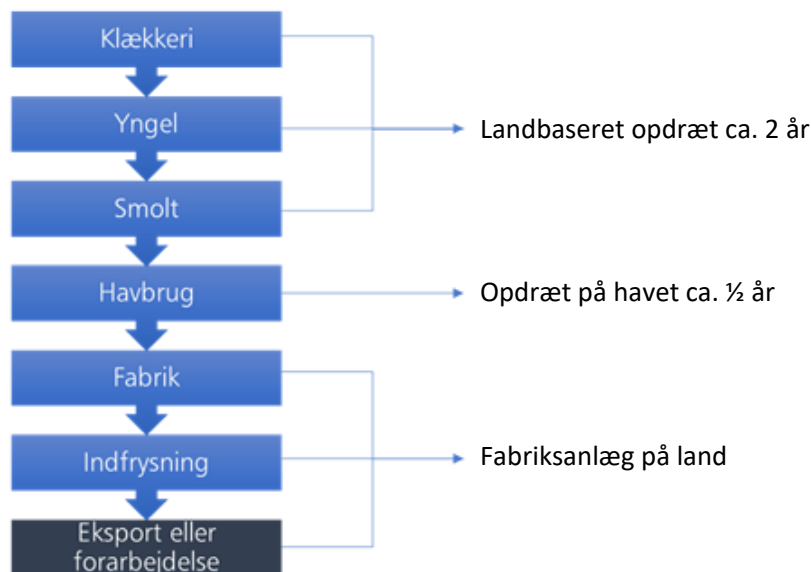 Klækkeri
Yngel
Landbaseret opdræt ca. 2 år
Smolt
Havbrug
Opdræt på havet ca. ½ år
Fabrik
Indfrysning
Fabriksanlæg på land
Eksport eller
forarbejdelse